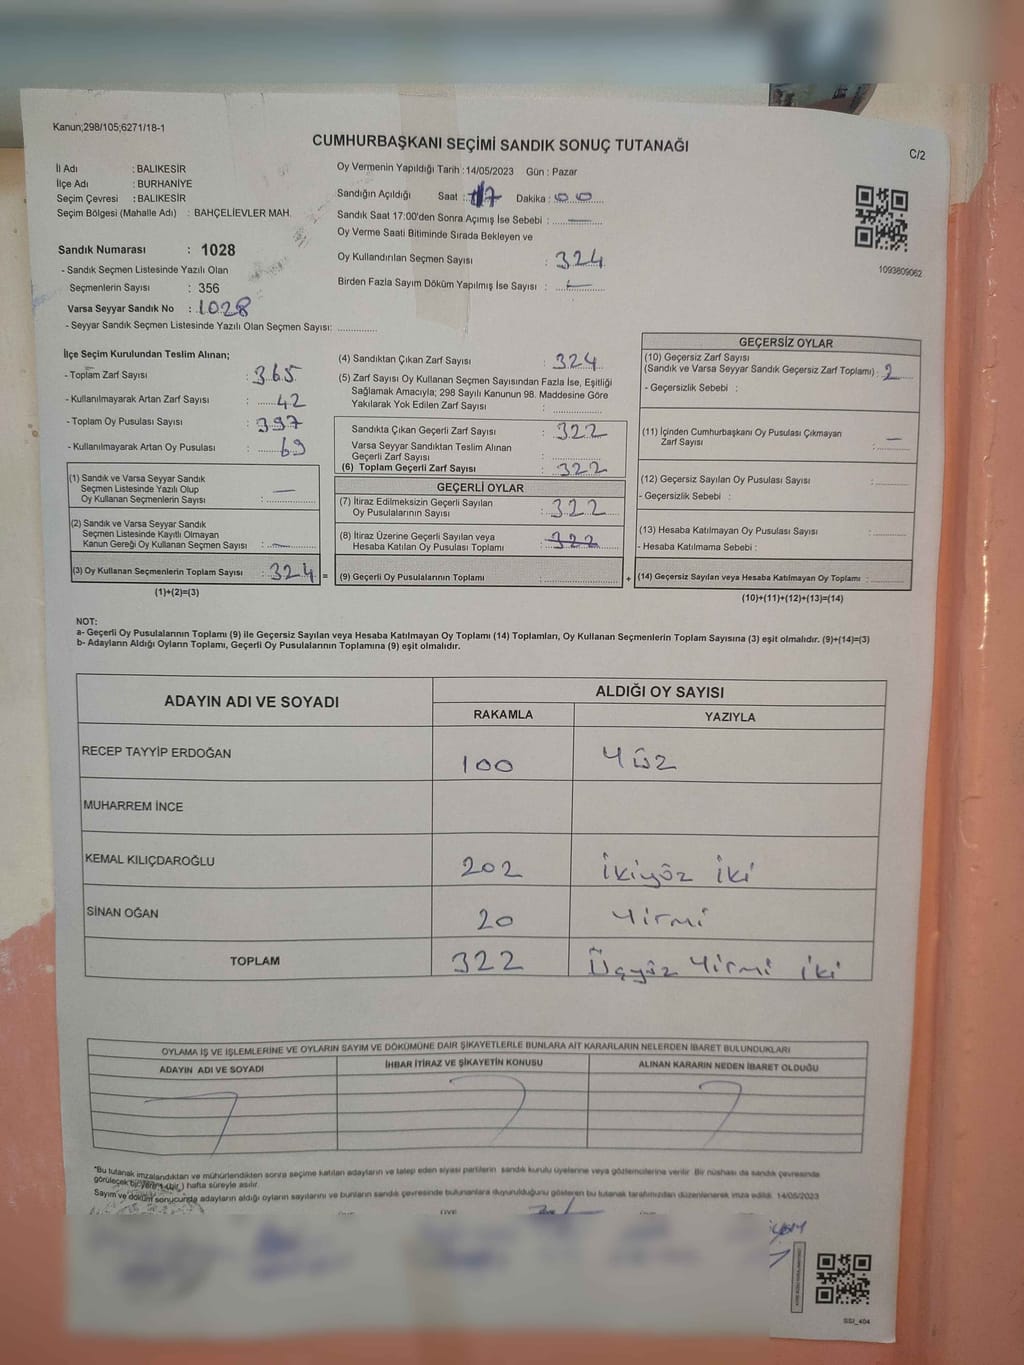 Kanun;298/105;6271/18-1
CUMHURBAŞKANI SEÇİMİ SANDIK SONUÇ TUTANAĞI
C/2
İl Adı : BALIKESİR
İlçe Adı : BURHANİYE
Seçim Çevresi : BALIKESİR
Seçim Bölgesi (Mahalle Adı) : BAHÇELİEVLER MAH.
Sandık Numarası : 1028
- Sandık Seçmen Listesinde Yazılı Olan
Seçmenlerin Sayısı : 356
Varsa Seyyar Sandık No : 1028
- Seyyar Sandık Seçmen Listesinde Yazılı Olan Seçmen Sayısı: ..............
Oy Vermenin Yapıldığı Tarih : 14/05/2023 Gün : Pazar
Sandığın Açıldığı Saat : 17 Dakika : 00
Sandık Saat 17:00'den Sonra Açımış İse Sebebi : —
Oy Verme Saati Bitiminde Sırada Bekleyen ve
Oy Kullandırılan Seçmen Sayısı : 324
Birden Fazla Sayım Döküm Yapılmış İse Sayısı : —
1093809062
İlçe Seçim Kurulundan Teslim Alınan;
- Toplam Zarf Sayısı : 365
- Kullanılmayarak Artan Zarf Sayısı : 42
- Toplam Oy Pusulası Sayısı : 397
- Kullanılmayarak Artan Oy Pusulası : 69
(1) Sandık ve Varsa Seyyar Sandık
Seçmen Listesinde Yazılı Olup
Oy Kullanan Seçmenlerin Sayısı : —
(2) Sandık ve Varsa Seyyar Sandık
Seçmen Listesinde Kayıtlı Olmayan
Kanun Gereği Oy Kullanan Seçmen Sayısı : —
(3) Oy Kullanan Seçmenlerin Toplam Sayısı : 324 =
(1)+(2)=(3)
(4) Sandıktan Çıkan Zarf Sayısı : 324
(5) Zarf Sayısı Oy Kullanan Seçmen Sayısından Fazla İse, Eşitliği
Sağlamak Amacıyla; 298 Sayılı Kanunun 98. Maddesine Göre
Yakılarak Yok Edilen Zarf Sayısı : ..............
Sandıkta Çıkan Geçerli Zarf Sayısı : 322
Varsa Seyyar Sandıktan Teslim Alınan
Geçerli Zarf Sayısı : ..............
(6) Toplam Geçerli Zarf Sayısı : 322
GEÇERLİ OYLAR
(7) İtiraz Edilmeksizin Geçerli Sayılan
Oy Pusulalarının Sayısı : 322
(8) İtiraz Üzerine Geçerli Sayılan veya
Hesaba Katılan Oy Pusulası Toplamı : 322
(9) Geçerli Oy Pusulalarının Toplamı : .............. +
GEÇERSİZ OYLAR
(10) Geçersiz Zarf Sayısı
(Sandık ve Varsa Seyyar Sandık Geçersiz Zarf Toplamı) : 2
- Geçersizlik Sebebi :
(11) İçinden Cumhurbaşkanı Oy Pusulası Çıkmayan
Zarf Sayısı : —
(12) Geçersiz Sayılan Oy Pusulası Sayısı : ..............
- Geçersizlik Sebebi :
(13) Hesaba Katılmayan Oy Pusulası Sayısı : ..............
- Hesaba Katılmama Sebebi :
(14) Geçersiz Sayılan veya Hesaba Katılmayan Oy Toplamı : ..............
(10)+(11)+(12)+(13)=(14)
NOT:
a- Geçerli Oy Pusulalarının Toplamı (9) ile Geçersiz Sayılan veya Hesaba Katılmayan Oy Toplamı (14) Toplamları, Oy Kullanan Seçmenlerin Toplam Sayısına (3) eşit olmalıdır. (9)+(14)=(3)
b- Adayların Aldığı Oyların Toplamı, Geçerli Oy Pusulalarının Toplamına (9) eşit olmalıdır.
ADAYIN ADI VE SOYADI
ALDIĞI OY SAYISI
RAKAMLA YAZIYLA
RECEP TAYYİP ERDOĞAN 100 Yüz
MUHARREM İNCE
KEMAL KILIÇDAROĞLU 202 İkiyüz iki
SİNAN OĞAN 20 Yirmi
TOPLAM 322 Üçyüz Yirmi iki
OYLAMA İŞ VE İŞLEMLERİNE VE OYLARIN SAYIM VE DÖKÜMÜNE DAİR ŞİKAYETLERLE BUNLARA AİT KARARLARIN NELERDEN İBARET BULUNDUKLARI
ADAYIN ADI VE SOYADI İHBAR İTİRAZ VE ŞİKAYETİN KONUSU ALINAN KARARIN NEDEN İBARET OLDUĞU
*Bu tutanak imzalandıktan ve mühürlendikten sonra seçime katılan adayların ve talep eden siyasi partilerin sandık kurulu üyelerine veya gözlemcilerine verilir. Bir nüshası da sandık çevresinde
görülecek bir yere 1 (bir) hafta süreyle asılır.
Sayım ve döküm sonucunda adayların aldığı oyların sayılarını ve bunların sandık çevresinde bulunanlara duyurulduğunu gösteren bu tutanak tarafımızdan düzenlenerek imza edildi. 14/05/2023
SSI_404